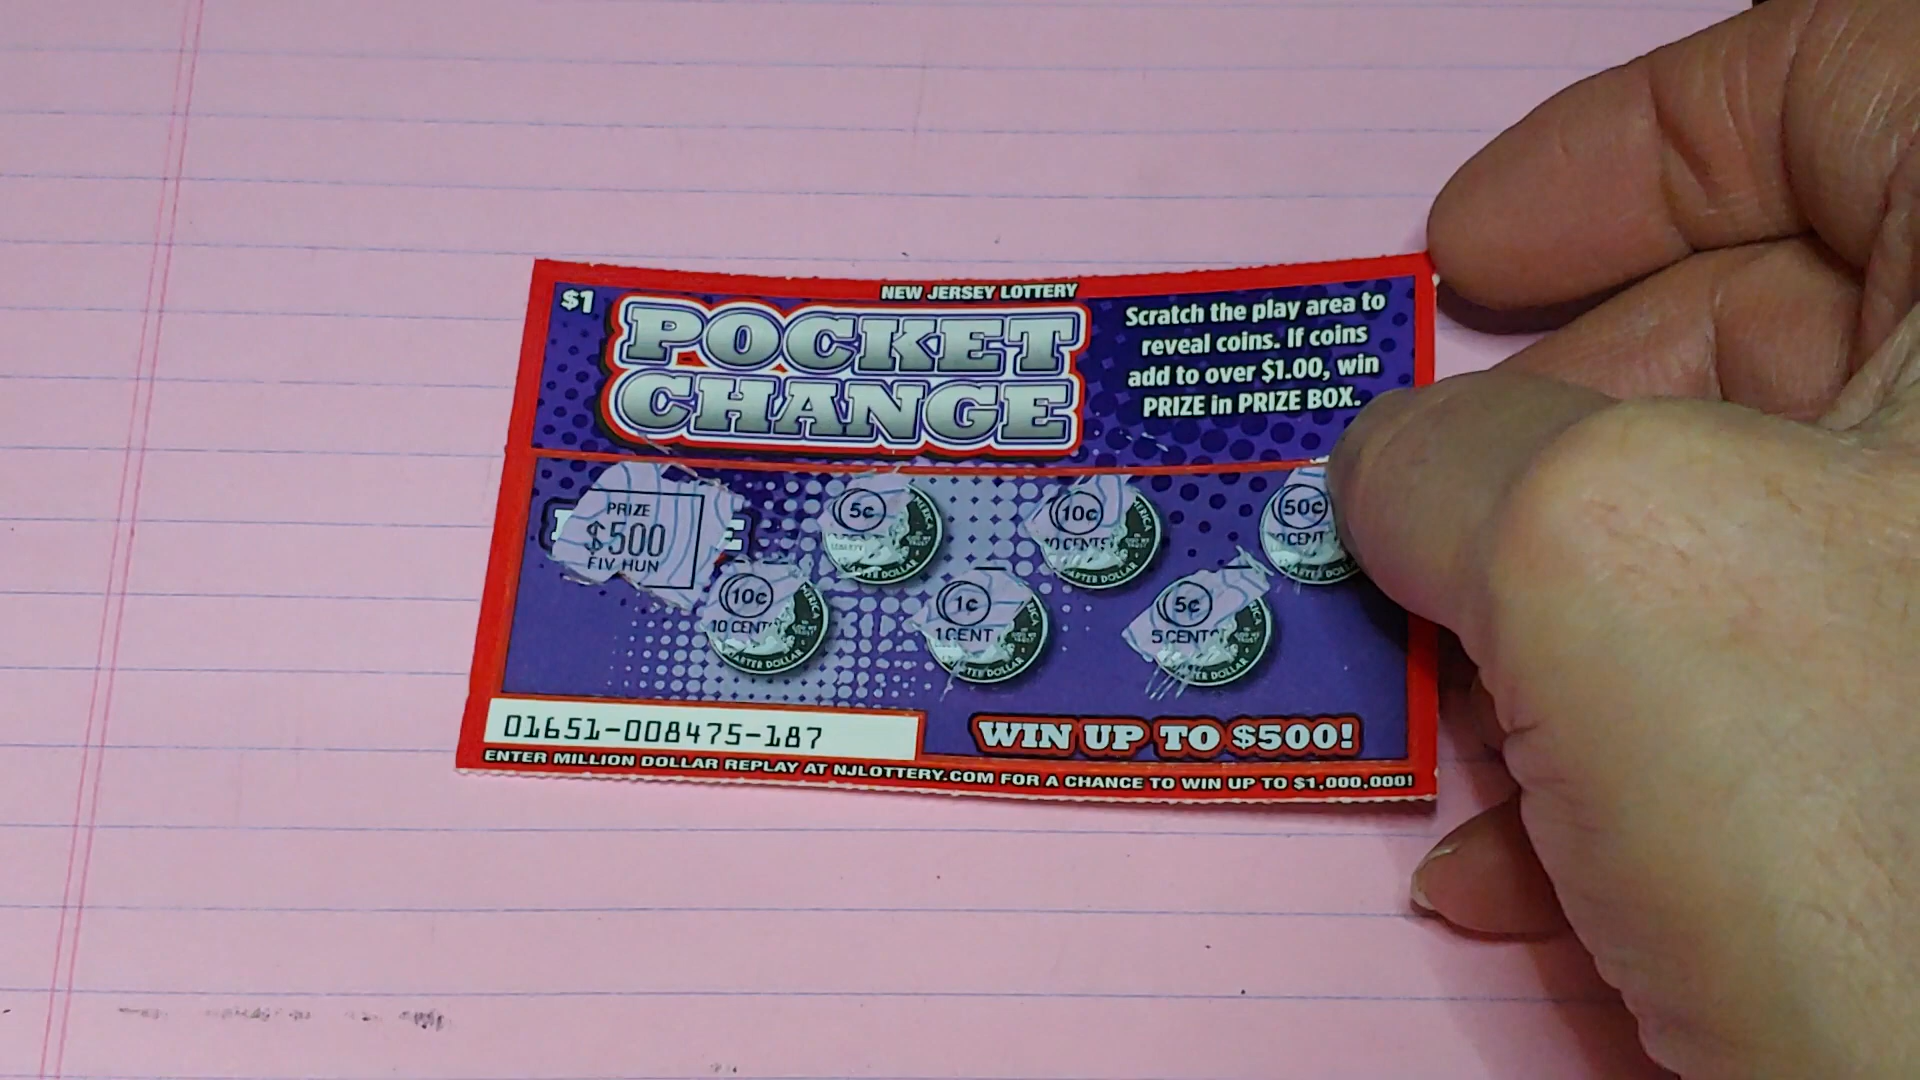 $1
NEW JERSEY LOTTERY
POCKET
CHANGE
Scratch the play area to
reveal coins. If coins
add to over $1.00, win
PRIZE in PRIZE BOX.
PRIZE
$500
FIV HUN
5¢
10¢
10 CENTS
50¢
10¢
10 CENT
1¢
1 CENT
5¢
5 CENT
01651-008475-187
WIN UP TO $500!
ENTER MILLION DOLLAR REPLAY AT NJLOTTERY.COM FOR A CHANCE TO WIN UP TO $1,000,000!